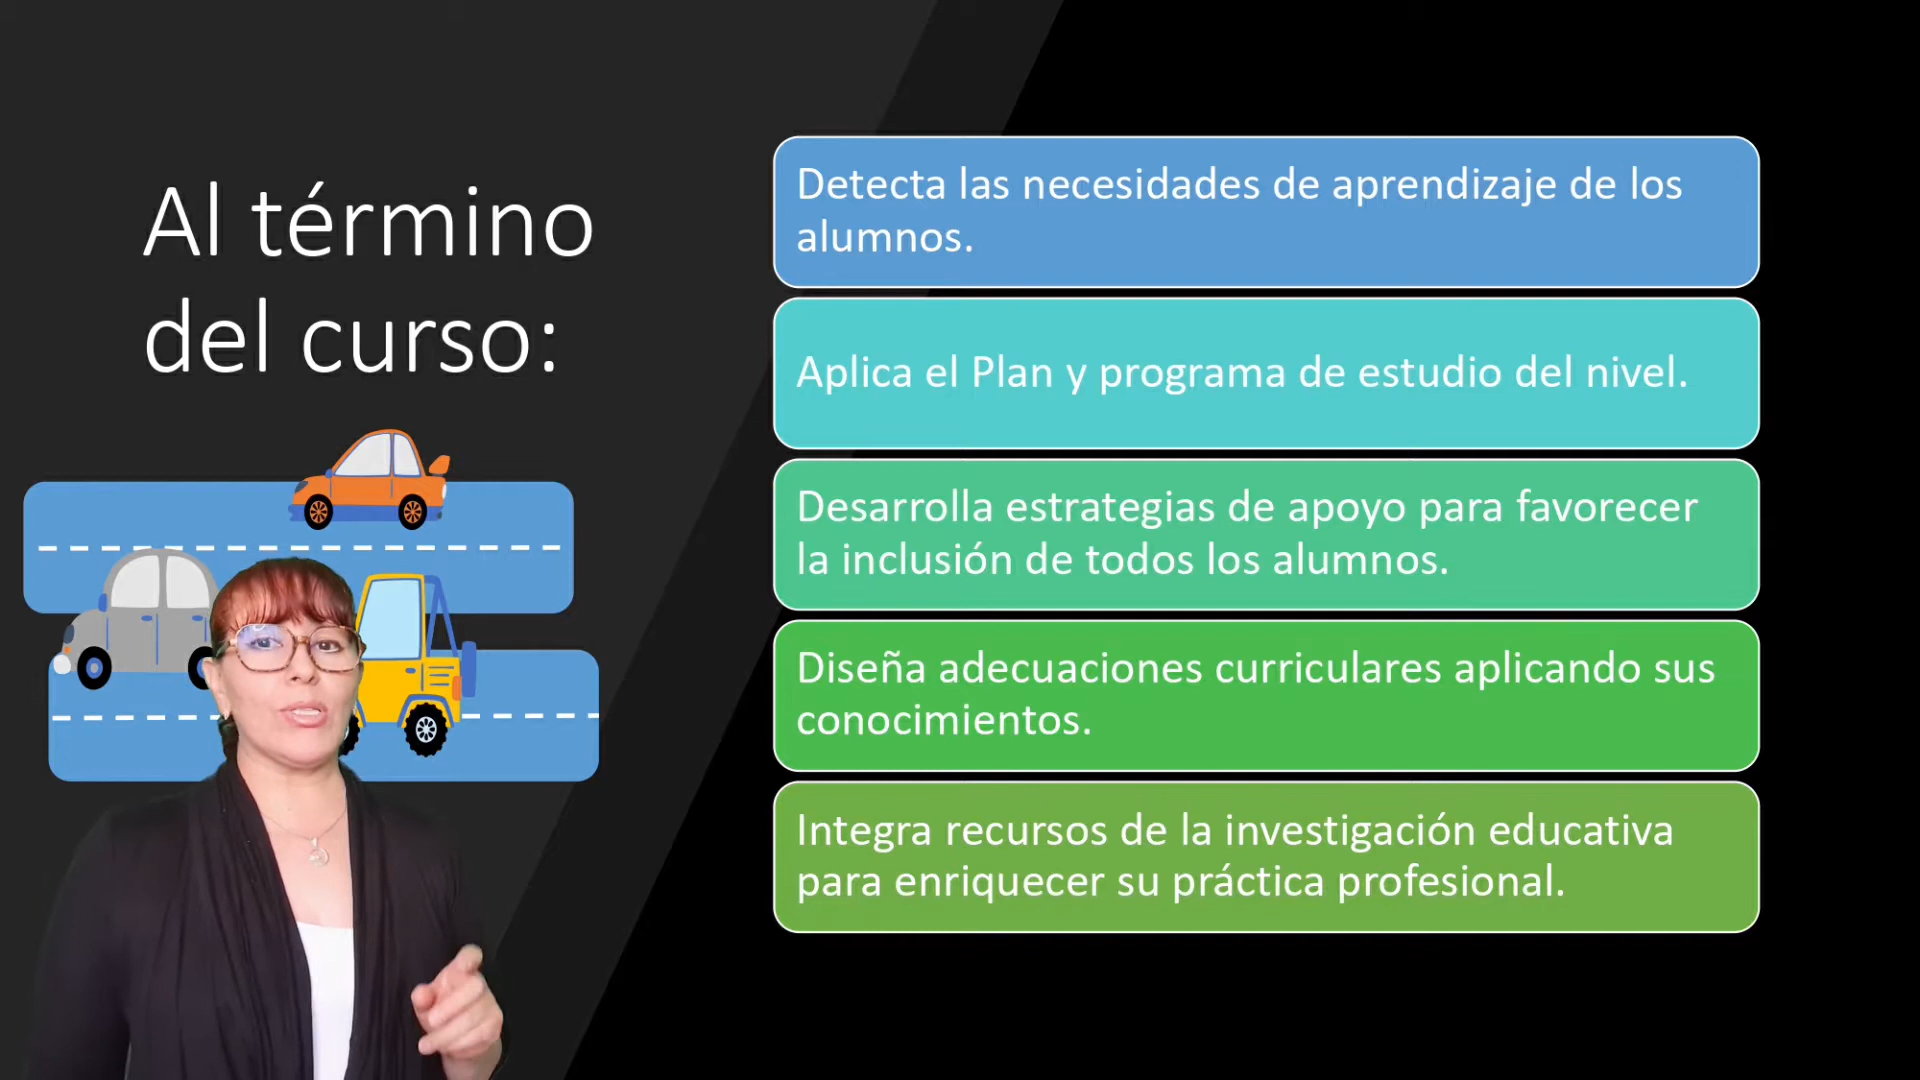 Al término
del curso:
Detecta las necesidades de aprendizaje de los
alumnos.
Aplica el Plan y programa de estudio del nivel.
Desarrolla estrategias de apoyo para favorecer
la inclusión de todos los alumnos.
Diseña adecuaciones curriculares aplicando sus
conocimientos.
Integra recursos de la investigación educativa
para enriquecer su práctica profesional.